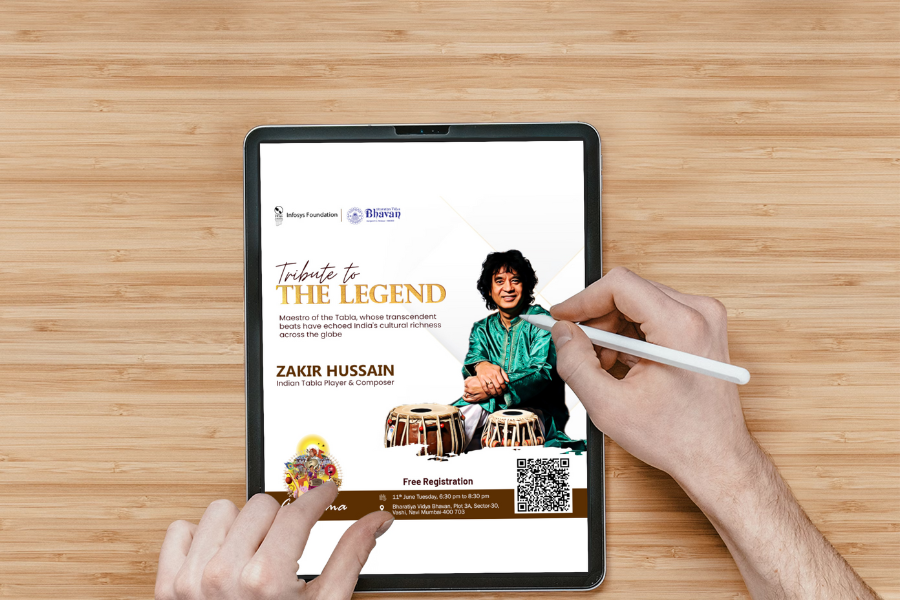 Infosys Foundation
Bhavan
Tribute to
THE LEGEND
Maestro of the Tabla, whose transcendent
beats have echoed India's cultural richness
across the globe
ZAKIR HUSSAIN
Indian Tabla Player & Composer
Free Registration
11th June Tuesday, 6:30 pm to 8:30 pm
Bharatiya Vidya Bhavan, Plot 3A, Sector-30,
Vashi, Navi Mumbai-400 703